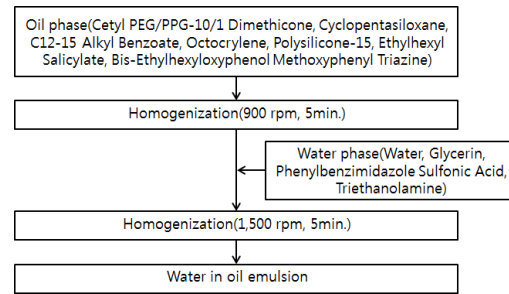 Oil phase(Cetyl PEG/PPG-10/1 Dimethicone, Cyclopentasiloxane,
C12-15 Alkyl Benzoate, Octocrylene, Polysilicone-15, Ethylhexyl
Salicylate, Bis-Ethylhexyloxyphenol Methoxyphenyl Triazine)
Homogenization(900 rpm, 5min.)
Water phase(Water, Glycerin,
Phenylbenzimidazole Sulfonic Acid,
Triethanolamine)
Homogenization(1,500 rpm, 5min.)
Water in oil emulsion